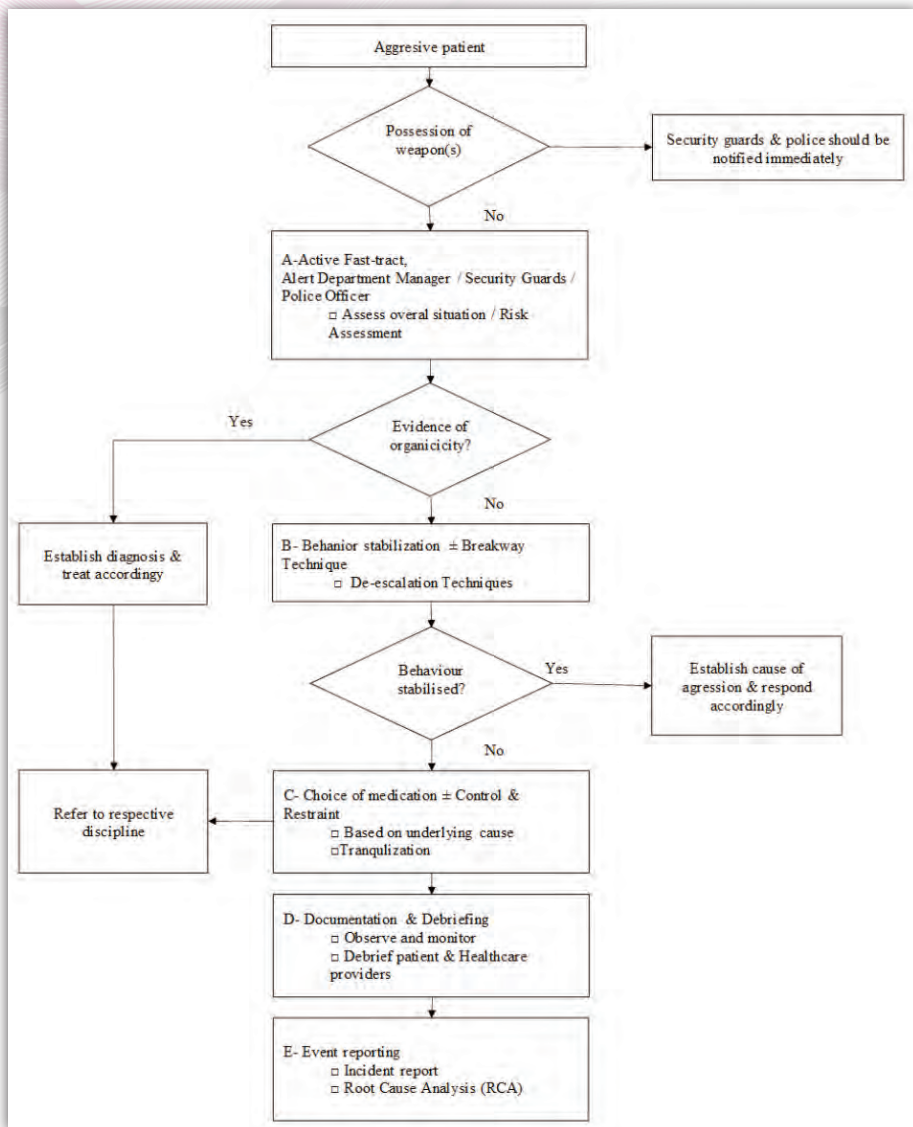 Aggresive patient
Possession of
weapon(s)
Security guards & police should be
notified immediately
No
A-Active Fast-tract,
Alert Department Manager / Security Guards /
Police Officer
□ Assess overal situation / Risk
Assessment
Yes
Evidence of
organicicity?
No
Establish diagnosis &
treat accordingy
B- Behanior stabilization ± Breakway
Technique
□ De-escalation Techniques
Behaviour
stabilised?
Yes
Establish cause of
agression & respond
accordingly
No
Refer to respective
discipline
C- Choice of medication ± Control &
Restraint
□ Based on underlying cause
□Tranqulization
D- Documentation & Debriefing
□ Observe and monitor
□ Debrief patient & Healthcare
providers
E- Event reporting
□ Incident report
□ Root Cause Analysis (RCA)